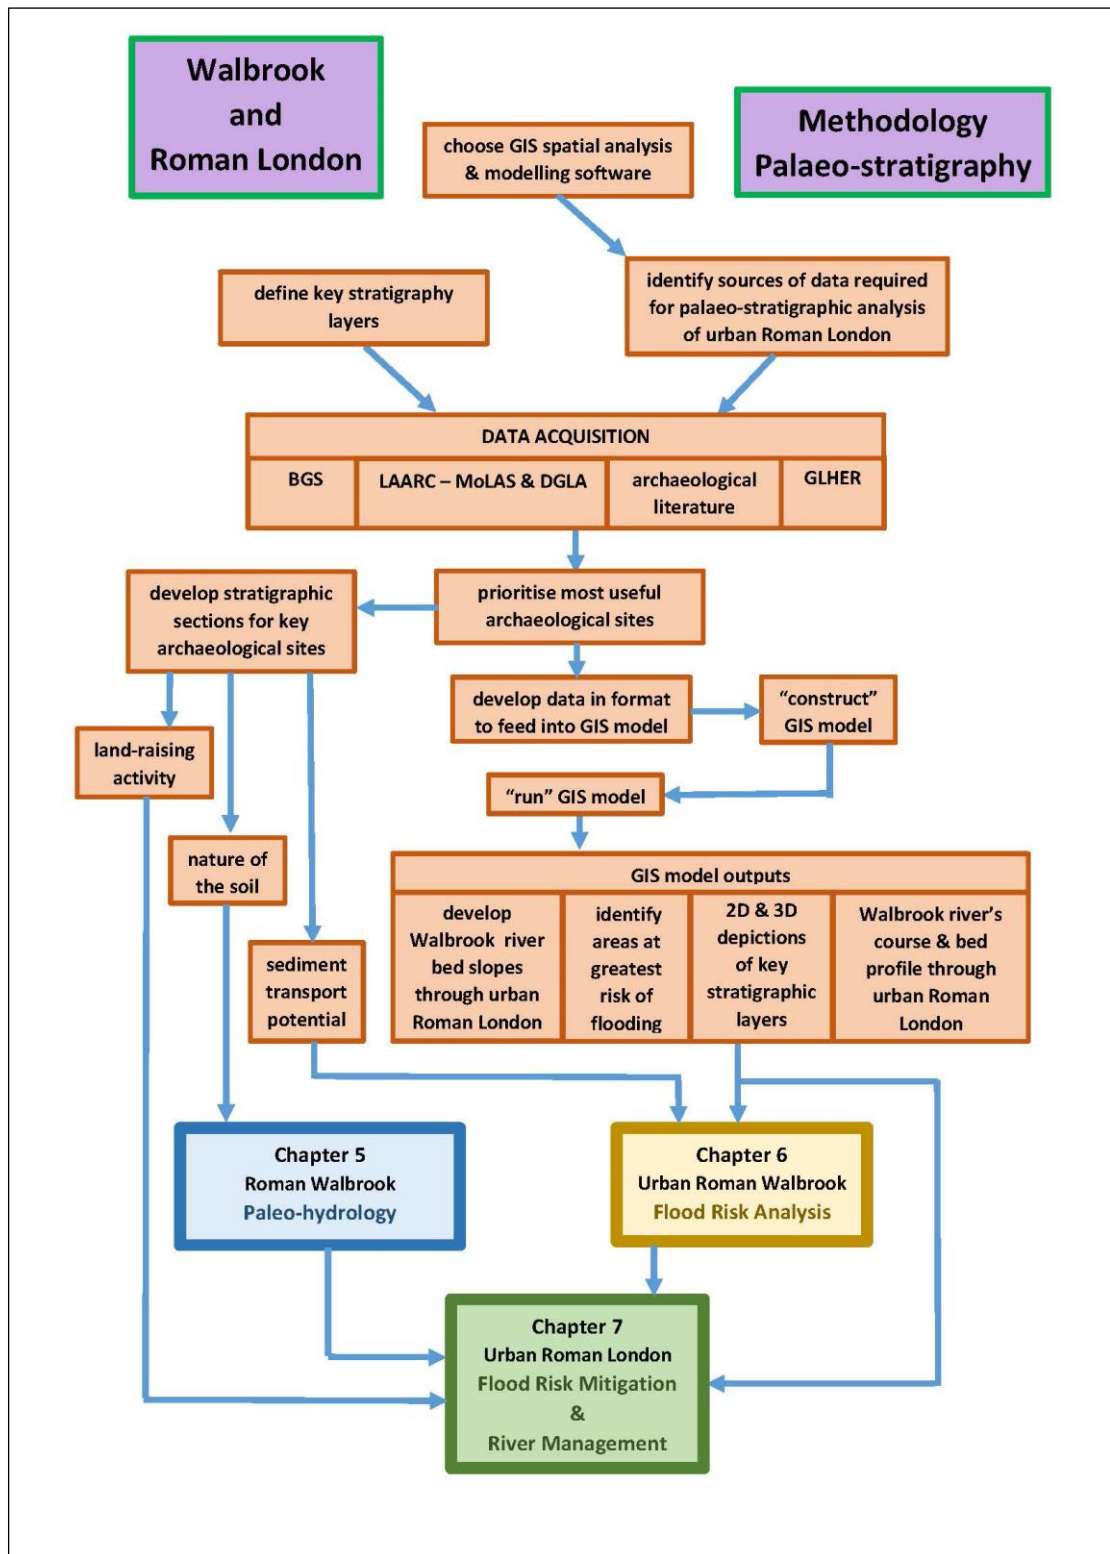 Walbrook
and
Roman London
Methodology
Palaeo-stratigraphy
choose GIS spatial analysis
& modelling software
define key stratigraphy
layers
identify sources of data required
for palaeo-stratigraphic analysis
of urban Roman London
DATA ACQUISITION
BGS
LAARC – MoLAS & DGLA
archaeological
literature
GLHER
develop stratigraphic
sections for key
archaeological sites
prioritise most useful
archaeological sites
develop data in format
to feed into GIS model
“construct”
GIS model
land-raising
activity
“run” GIS model
nature of
the soil
sediment
transport
potential
GIS model outputs
develop
Walbrook river
bed slopes
through urban
Roman London
identify
areas at
greatest
risk of
flooding
2D & 3D
depictions
of key
stratigraphic
layers
Walbrook river’s
course & bed
profile through
urban Roman
London
Chapter 5
Roman Walbrook
Paleo-hydrology
Chapter 6
Urban Roman Walbrook
Flood Risk Analysis
Chapter 7
Urban Roman London
Flood Risk Mitigation
&
River Management